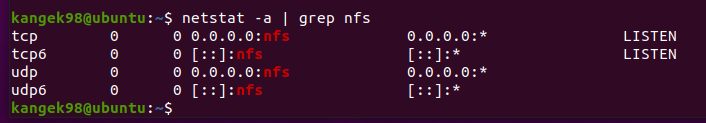 kangek98@ubuntu:~$ netstat -a | grep nfs
tcp        0      0 0.0.0.0:nfs             0.0.0.0:*               LISTEN
tcp6       0      0 [::]:nfs                [::]:*                  LISTEN
udp        0      0 0.0.0.0:nfs             0.0.0.0:*
udp6       0      0 [::]:nfs                [::]:*
kangek98@ubuntu:~$